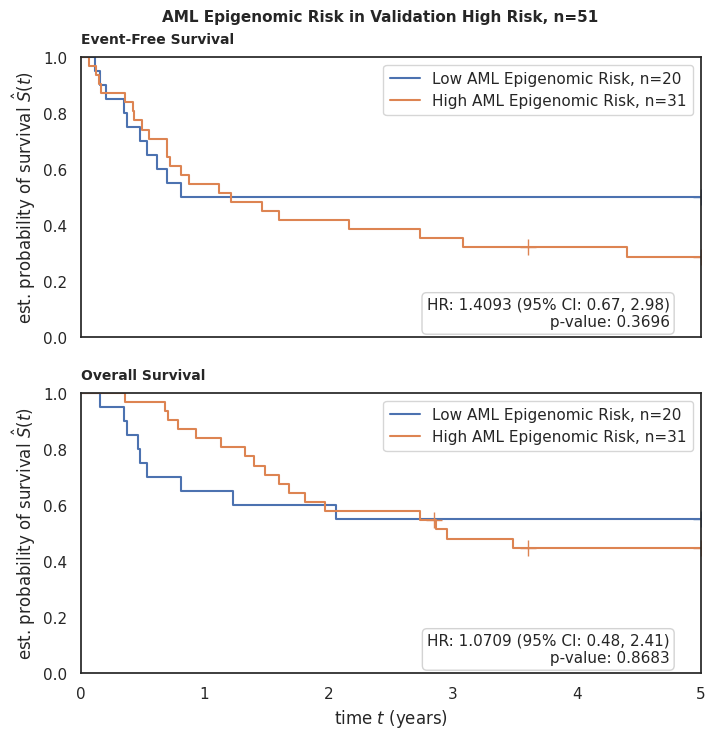 AML Epigenomic Risk in Validation High Risk, n=51
Event-Free Survival
est. probability of survival Ŝ(t)
1.0
0.8
0.6
0.4
0.2
0.0
Low AML Epigenomic Risk, n=20
High AML Epigenomic Risk, n=31
HR: 1.4093 (95% CI: 0.67, 2.98)
p-value: 0.3696
Overall Survival
est. probability of survival Ŝ(t)
1.0
0.8
0.6
0.4
0.2
0.0
Low AML Epigenomic Risk, n=20
High AML Epigenomic Risk, n=31
HR: 1.0709 (95% CI: 0.48, 2.41)
p-value: 0.8683
0 1 2 3 4 5
time t (years)